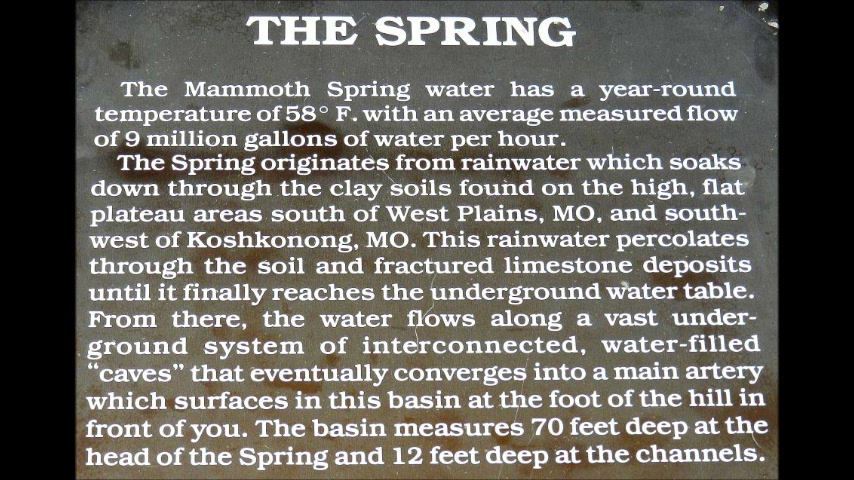 THE SPRING
The Mammoth Spring water has a year-round
temperature of 58° F. with an average measured flow
of 9 million gallons of water per hour.
The Spring originates from rainwater which soaks
down through the clay soils found on the high, flat
plateau areas south of West Plains, MO, and south-
west of Koshkonong, MO. This rainwater percolates
through the soil and fractured limestone deposits
until it finally reaches the underground water table.
From there, the water flows along a vast under-
ground system of interconnected, water-filled
“caves” that eventually converges into a main artery
which surfaces in this basin at the foot of the hill in
front of you. The basin measures 70 feet deep at the
head of the Spring and 12 feet deep at the channels.